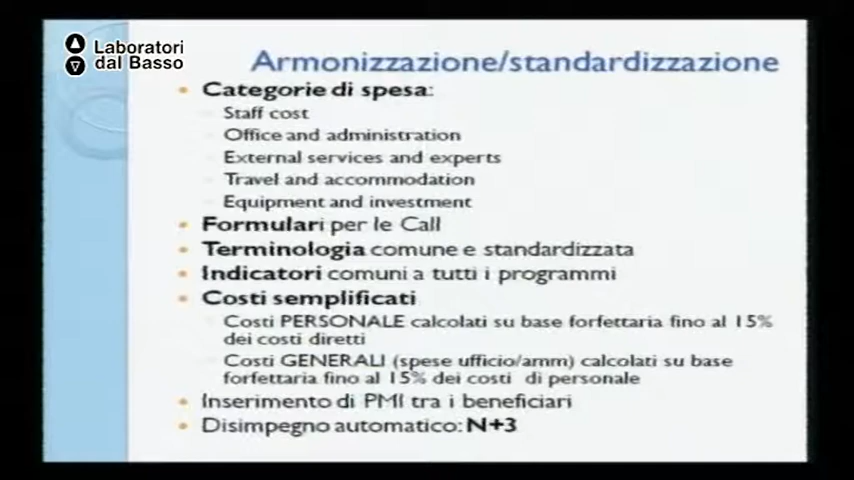 Laboratori
dal Basso
Armonizzazione/standardizzazione
Categorie di spesa:
Staff cost
Office and administration
External services and experts
Travel and accommodation
Equipment and investment
Formulari per le Call
Terminologia comune e standardizzata
Indicatori comuni a tutti i programmi
Costi semplificati
Costi PERSONALE calcolati su base forfettaria fino al 15%
dei costi diretti
Costi GENERALI (spese ufficio/amm) calcolati su base
forfettaria fino al 15% dei costi di personale
Inserimento di PMI tra i beneficiari
Disimpegno automatico: N+3